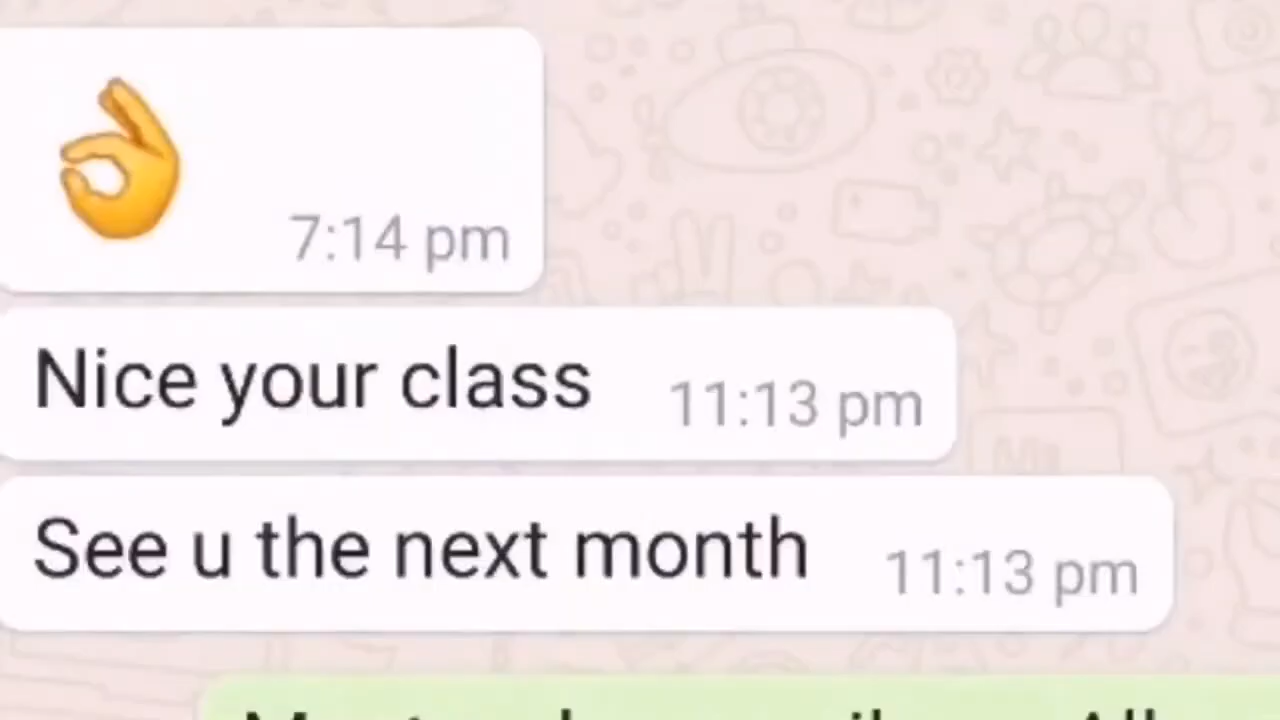 👌
7:14 pm
Nice your class 11:13 pm
See u the next month 11:13 pm